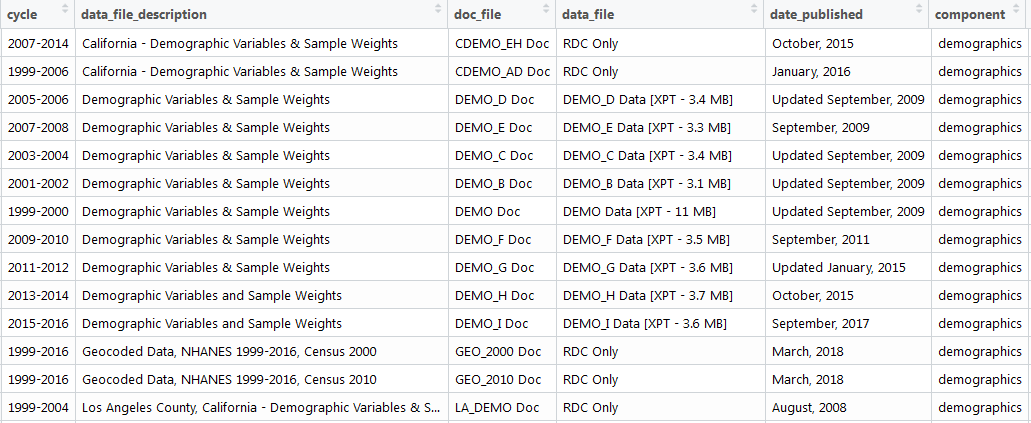 cycle data_file_description doc_file data_file date_published component
2007-2014 California - Demographic Variables & Sample Weights CDEMO_EH Doc RDC Only October, 2015 demographics
1999-2006 California - Demographic Variables & Sample Weights CDEMO_AD Doc RDC Only January, 2016 demographics
2005-2006 Demographic Variables & Sample Weights DEMO_D Doc DEMO_D Data [XPT - 3.4 MB] Updated September, 2009 demographics
2007-2008 Demographic Variables & Sample Weights DEMO_E Doc DEMO_E Data [XPT - 3.3 MB] September, 2009 demographics
2003-2004 Demographic Variables & Sample Weights DEMO_C Doc DEMO_C Data [XPT - 3.4 MB] Updated September, 2009 demographics
2001-2002 Demographic Variables & Sample Weights DEMO_B Doc DEMO_B Data [XPT - 3.1 MB] Updated September, 2009 demographics
1999-2000 Demographic Variables & Sample Weights DEMO Doc DEMO Data [XPT - 11 MB] Updated September, 2009 demographics
2009-2010 Demographic Variables & Sample Weights DEMO_F Doc DEMO_F Data [XPT - 3.5 MB] September, 2011 demographics
2011-2012 Demographic Variables & Sample Weights DEMO_G Doc DEMO_G Data [XPT - 3.6 MB] Updated January, 2015 demographics
2013-2014 Demographic Variables and Sample Weights DEMO_H Doc DEMO_H Data [XPT - 3.7 MB] October, 2015 demographics
2015-2016 Demographic Variables and Sample Weights DEMO_I Doc DEMO_I Data [XPT - 3.6 MB] September, 2017 demographics
1999-2016 Geocoded Data, NHANES 1999-2016, Census 2000 GEO_2000 Doc RDC Only March, 2018 demographics
1999-2016 Geocoded Data, NHANES 1999-2016, Census 2010 GEO_2010 Doc RDC Only March, 2018 demographics
1999-2004 Los Angeles County, California - Demographic Variables & S... LA_DEMO Doc RDC Only August, 2008 demographics